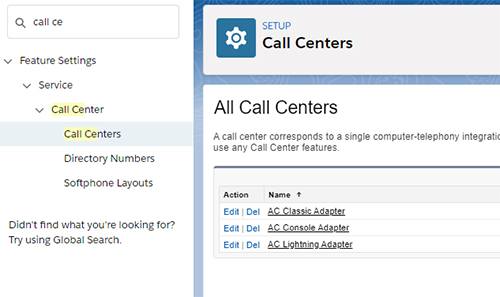 call ce
Feature Settings
Service
Call Center
Call Centers
Directory Numbers
Softphone Layouts
Didn't find what you're looking for?
Try using Global Search.
SETUP
Call Centers
All Call Centers
A call center corresponds to a single computer-telephony
use any Call Center features.
Action Name ↑
Edit | Del AC Classic Adapter
Edit | Del AC Console Adapter
Edit | Del AC Lightning Adapter